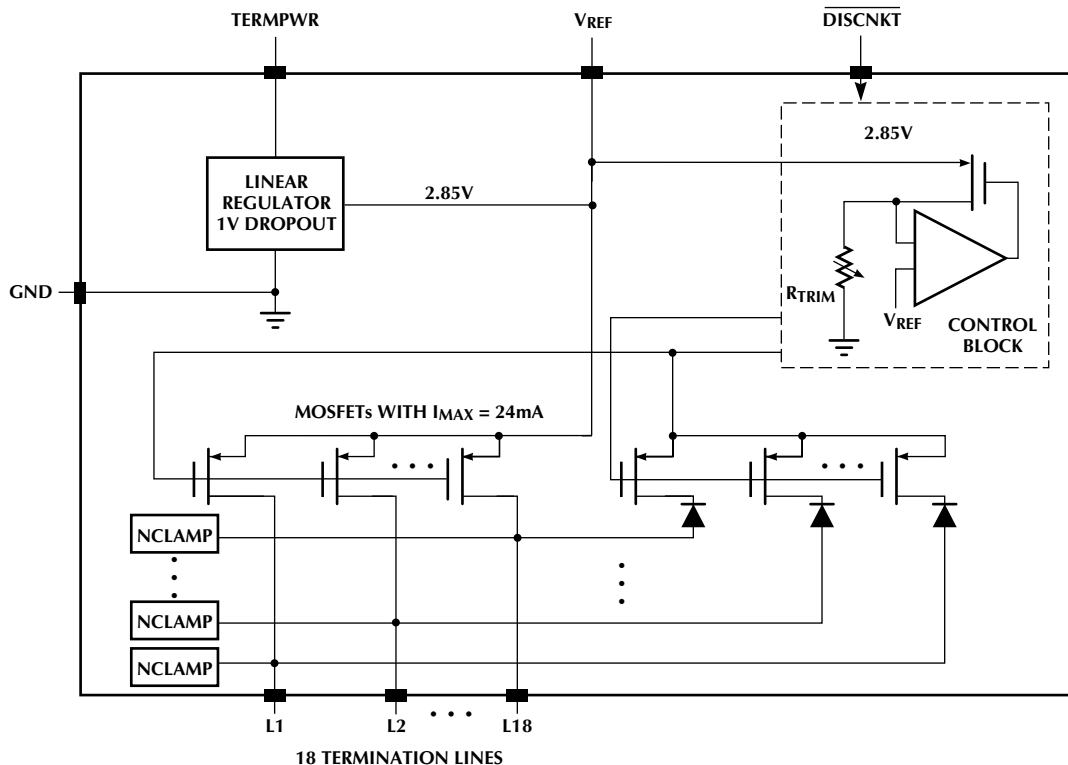 TERMPWR
VREF
DISCNKT
2.85V
LINEAR
REGULATOR
1V DROPOUT
2.85V
GND
RTRIM
VREF
CONTROL
BLOCK
MOSFETs WITH IMAX = 24mA
NCLAMP
NCLAMP
NCLAMP
L1
L2
L18
18 TERMINATION LINES